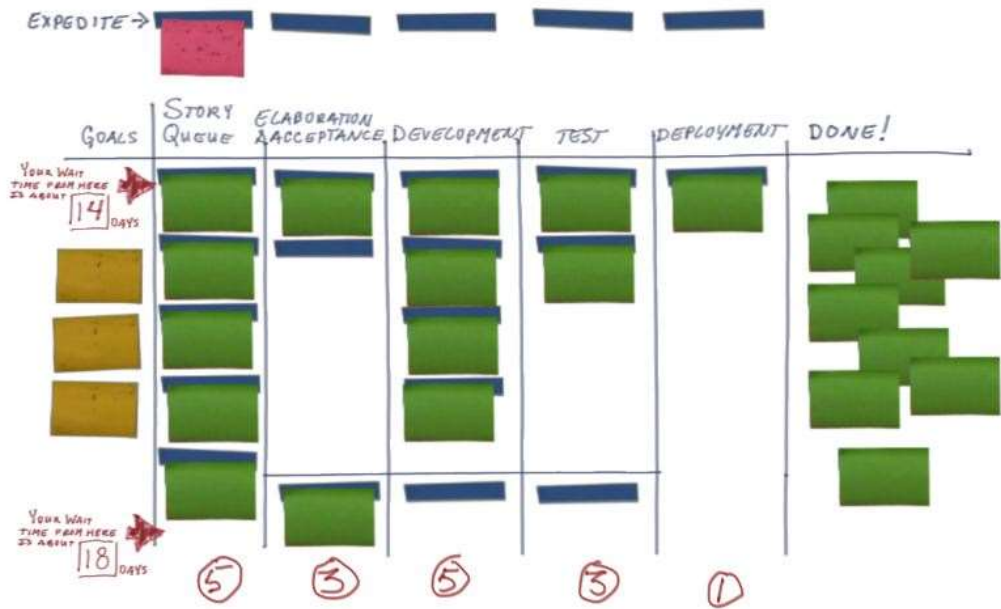 EXPEDITE →
GOALS
STORY
QUEUE
ELABORATION
& ACCEPTANCE
DEVELOPMENT
TEST
DEPLOYMENT
DONE!
YOUR WAIT
TIME FROM HERE
IS ABOUT
14 DAYS
YOUR WAIT
TIME FROM HERE
IS ABOUT
18 DAYS
5
3
5
3
1